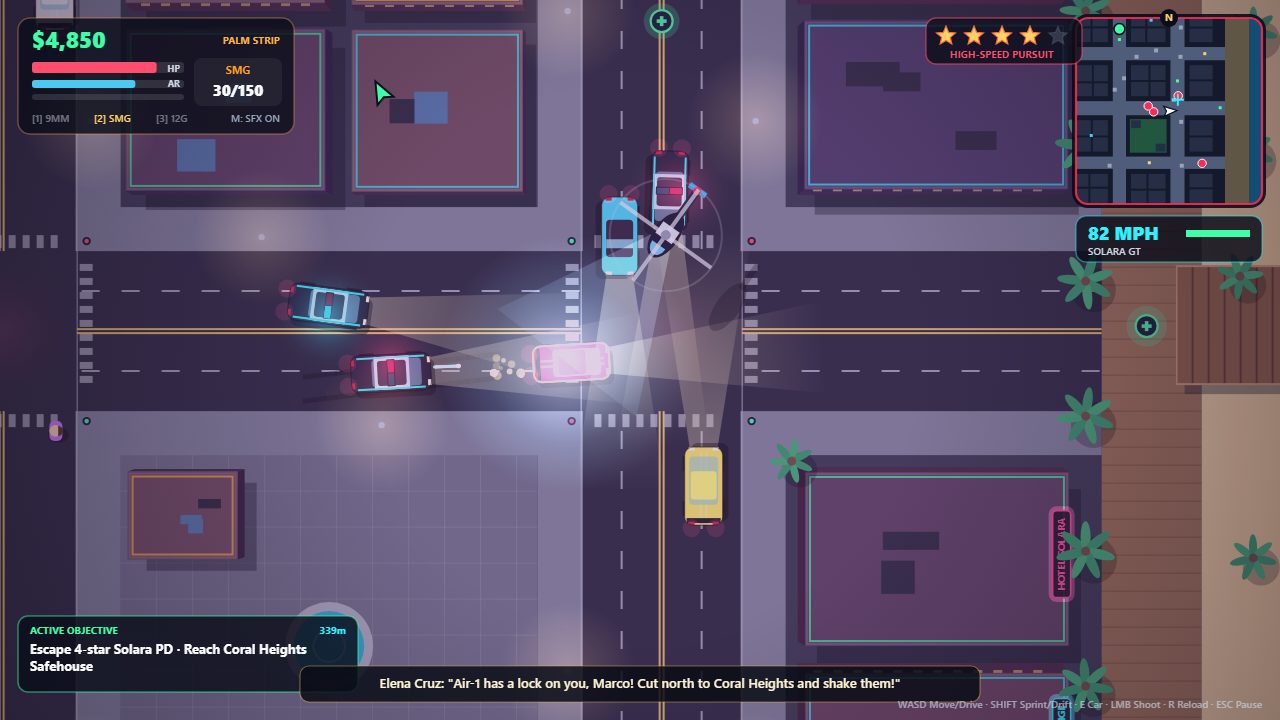 $4,850
PALM STRIP
HP
AR
SMG
30/150
[1] 9MM
[2] SMG
[3] 12G
M: SFX ON
HIGH-SPEED PURSUIT
N
82 MPH
SOLARA GT
HOTEL SOLARA
ACTIVE OBJECTIVE
339m
Escape 4-star Solara PD · Reach Coral Heights
Safehouse
Elena Cruz: "Air-1 has a lock on you, Marco! Cut north to Coral Heights and shake them!"
WASD Move/Drive · SHIFT Sprint/Drift · E Car · LMB Shoot · R Reload · ESC Pause